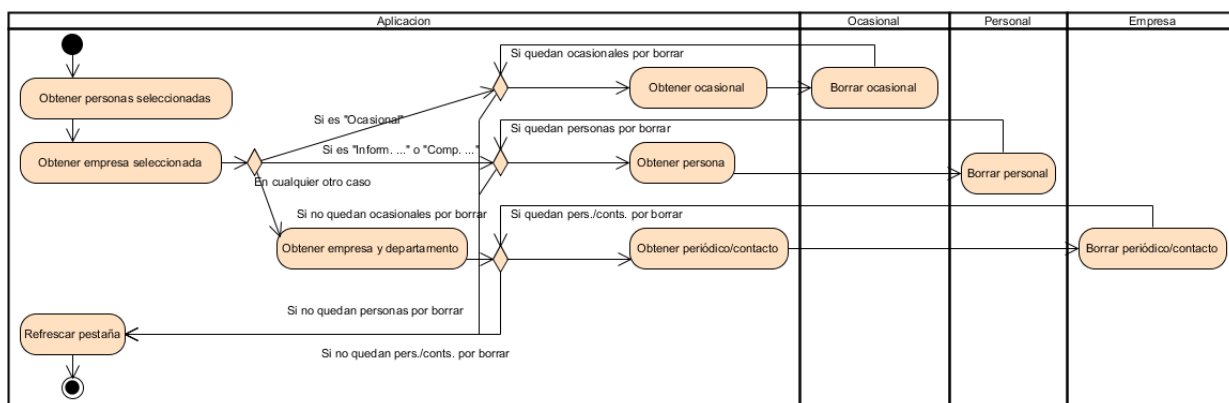 Aplicacion
Ocasional
Personal
Empresa
Si quedan ocasionales por borrar
Obtener personas seleccionadas
Obtener ocasional
Borrar ocasional
Si es "Ocasional"
Si quedan personas por borrar
Obtener empresa seleccionada
Si es "Inform. ..." o "Comp. ..."
Obtener persona
Borrar personal
En cualquier otro caso
Si no quedan ocasionales por borrar
Si quedan pers./conts. por borrar
Obtener empresa y departamento
Obtener periódico/contacto
Borrar periódico/contacto
Si no quedan personas por borrar
Refrescar pestaña
Si no quedan pers./conts. por borrar